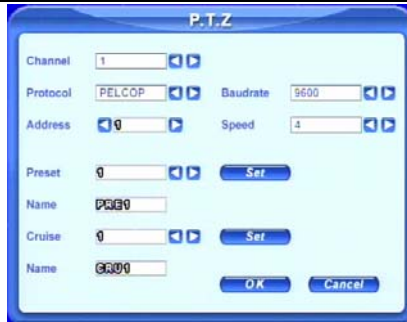 P.T.Z
Channel 1
Protocol PELCOP Baudrate 9600
Address 1 Speed 4
Preset 1 Set
Name PRE1
Cruise 1 Set
Name CRU1
OK Cancel